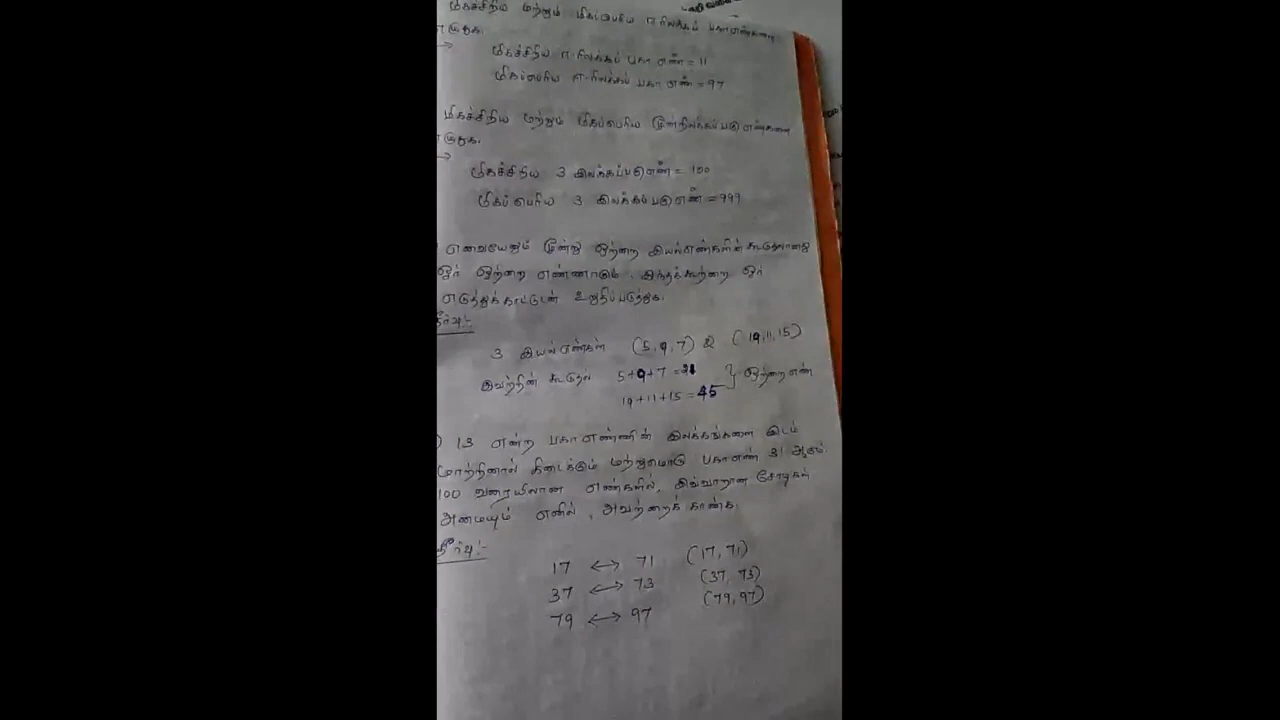 மிகச்சிறிய மற்றும் மிகப்பெரிய ஈரிலக்கப் பகாஎண்களை
எழுதுக.
→
மிகச்சிறிய ஈரிலக்கப் பகா எண் = 11
மிகப்பெரிய ஈரிலக்கப் பகா எண் = 97
மிகச்சிறிய மற்றும் மிகப்பெரிய மூன்றிலக்கப் பகு எண்களை
எழுதுக.
→
மிகச்சிறிய 3 இலக்கப்பகு எண் = 100
மிகப்பெரிய 3 இலக்கப் பகு எண் = 999
எவையேனும் மூன்று ஒற்றை இயல்எண்களின் கூடுதலானது
ஓர் ஒற்றை எண்ணாகும். இந்தக்கூற்றை ஓர்
எடுத்துக்காட்டுடன் உறுதிப்படுத்துக.
தீர்வு:-
3 இயல்எண்கள் (5, 9, 7) & (19, 11, 15)
இவற்றின் கூடுதல் 5+9+7 = 21 } ஒற்றை எண்
19+11+15 = 45
) 13 என்ற பகாஎண்ணின் இலக்கங்களை இடம்
மாற்றினால் கிடைக்கும் மற்றுமொரு பகாஎண் 31 ஆகும்.
100 வரையிலான எண்களில், இவ்வாறான சோடிகள்
அமையும் எனில், அவற்றைக் காண்க.
தீர்வு:-
17 ↔ 71 (17, 71)
37 ↔ 73 (37, 73)
79 ↔ 97 (79, 97)